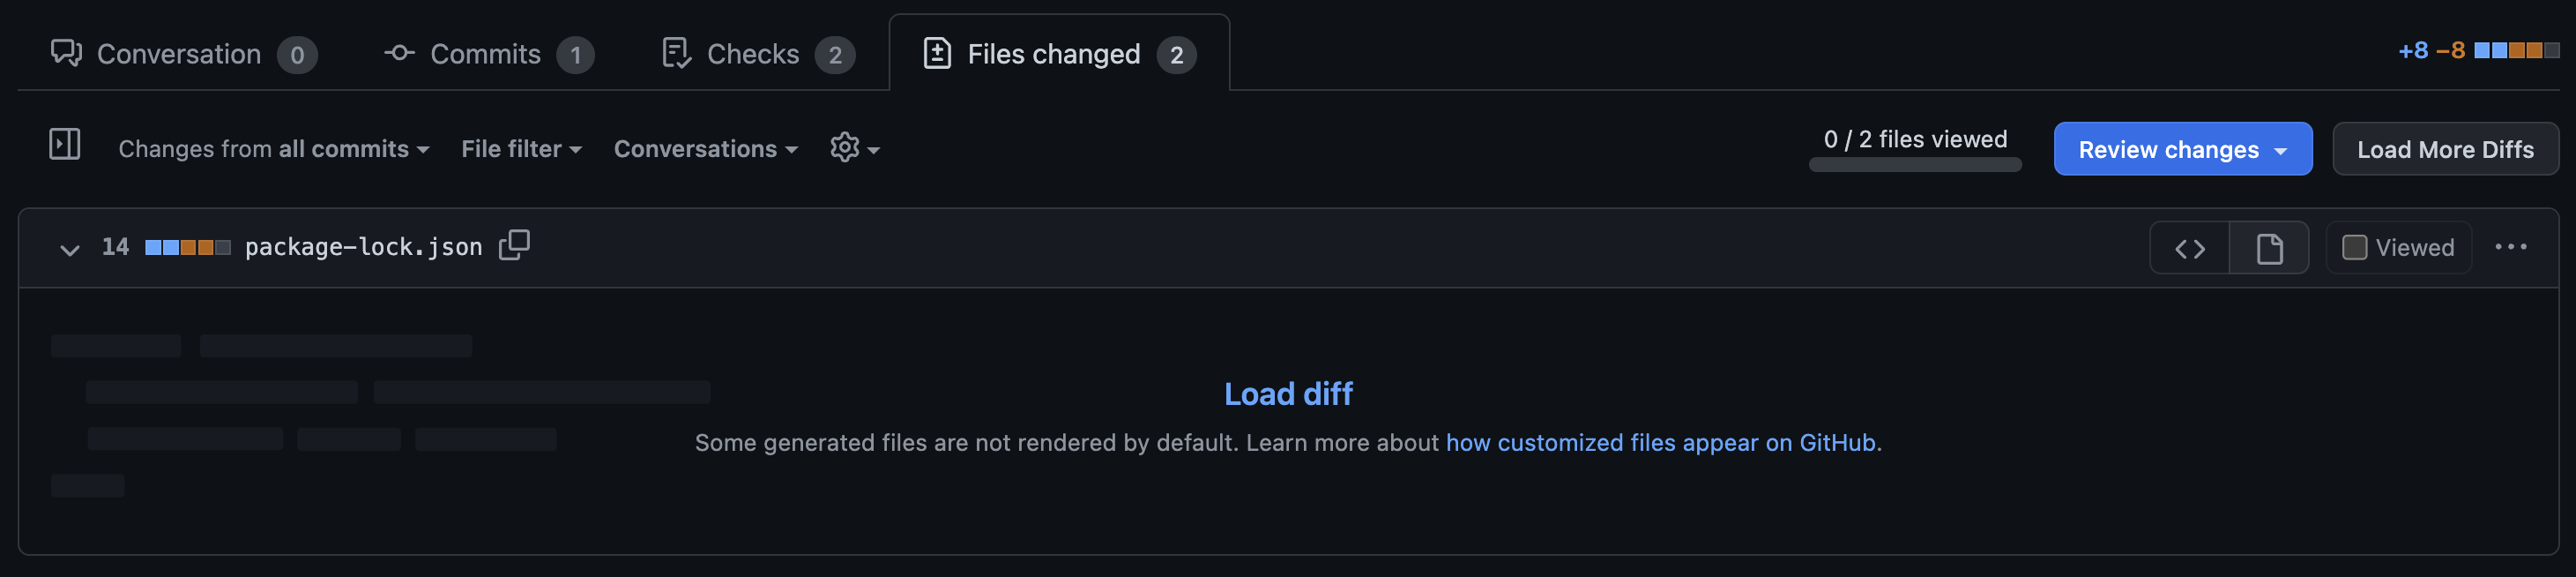 Conversation 0 Commits 1 Checks 2 Files changed 2 +8 −8
Changes from all commits File filter Conversations 0 / 2 files viewed Review changes Load More Diffs
14 package-lock.json Viewed
Load diff
Some generated files are not rendered by default. Learn more about how customized files appear on GitHub.